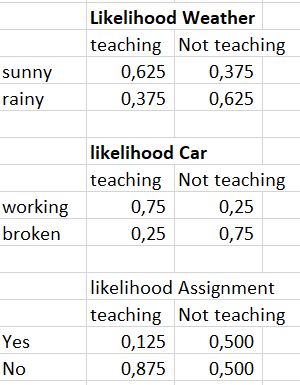 Likelihood Weather
teaching Not teaching
sunny 0,625 0,375
rainy 0,375 0,625
likelihood Car
teaching Not teaching
working 0,75 0,25
broken 0,25 0,75
likelihood Assignment
teaching Not teaching
Yes 0,125 0,500
No 0,875 0,500